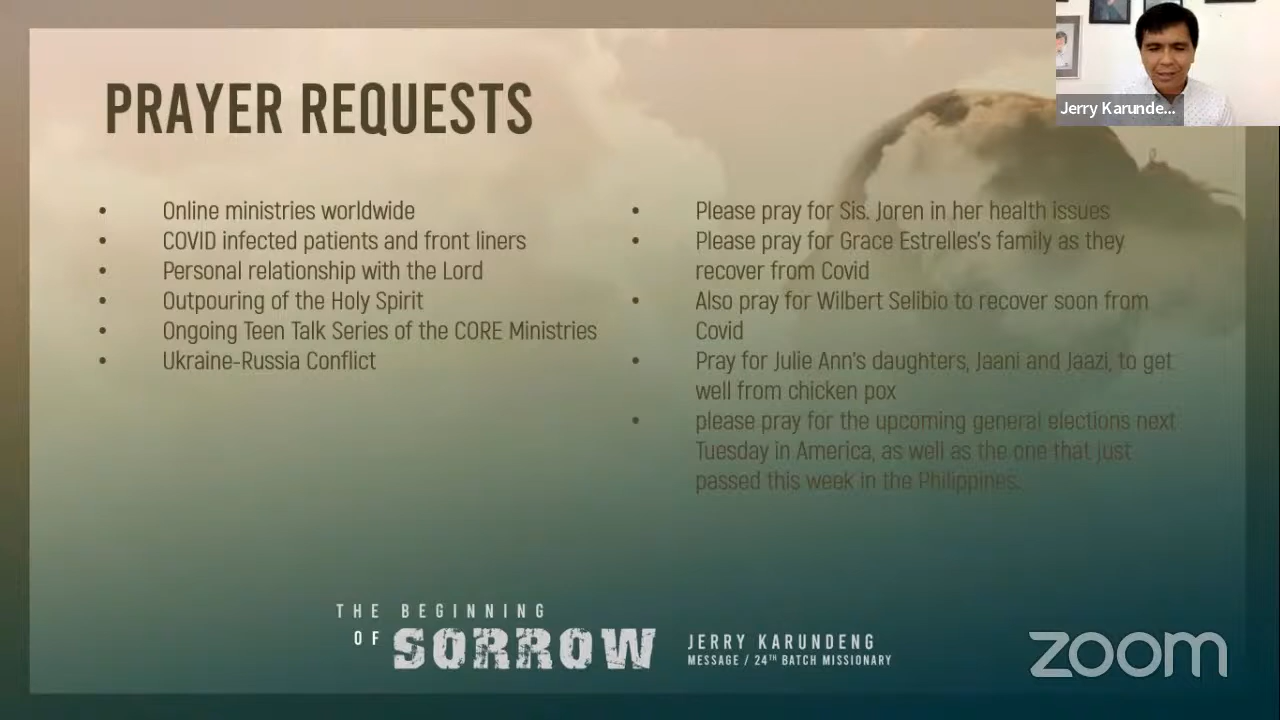 Jerry Karunde...
PRAYER REQUESTS
• Online ministries worldwide
• COVID infected patients and front liners
• Personal relationship with the Lord
• Outpouring of the Holy Spirit
• Ongoing Teen Talk Series of the CORE Ministries
• Ukraine-Russia Conflict
• Please pray for Sis. Joren in her health issues
• Please pray for Grace Estrelles's family as they
recover from Covid
• Also pray for Wilbert Selibio to recover soon from
Covid
• Pray for Julie Ann's daughters, Jaani and Jaazi, to get
well from chicken pox
• please pray for the upcoming general elections next
Tuesday in America, as well as the one that just
passed this week in the Philippines.
THE BEGINNING
OF SORROW
JERRY KARUNDENG
MESSAGE / 24TH BATCH MISSIONARY
zoom